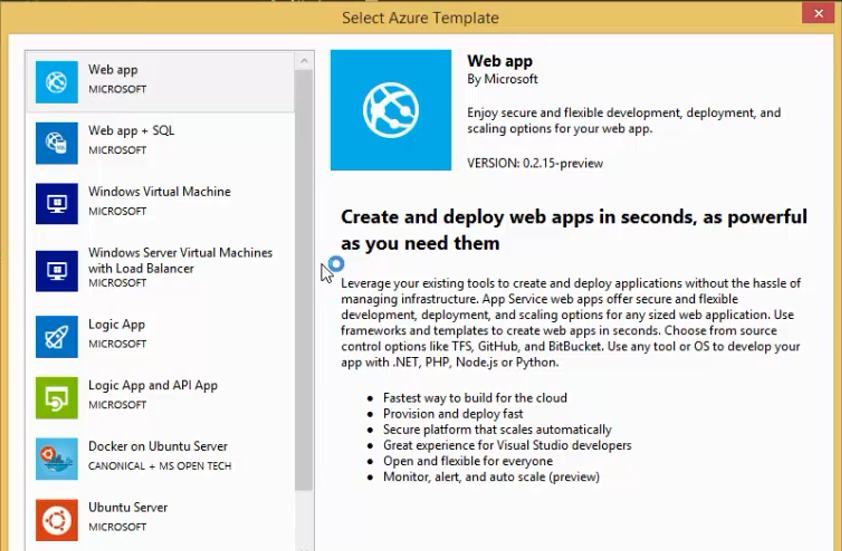 Select Azure Template
Web app
MICROSOFT
Web app + SQL
MICROSOFT
Windows Virtual Machine
MICROSOFT
Windows Server Virtual Machines
with Load Balancer
MICROSOFT
Logic App
MICROSOFT
Logic App and API App
MICROSOFT
Docker on Ubuntu Server
CANONICAL + MS OPEN TECH
Ubuntu Server
MICROSOFT
Web app
By Microsoft
Enjoy secure and flexible development, deployment, and
scaling options for your web app.
VERSION: 0.2.15-preview
Create and deploy web apps in seconds, as powerful
as you need them
Leverage your existing tools to create and deploy applications without the hassle of
managing infrastructure. App Service web apps offer secure and flexible
development, deployment, and scaling options for any sized web application. Use
frameworks and templates to create web apps in seconds. Choose from source
control options like TFS, GitHub, and BitBucket. Use any tool or OS to develop your
app with .NET, PHP, Node.js or Python.
• Fastest way to build for the cloud
• Provision and deploy fast
• Secure platform that scales automatically
• Great experience for Visual Studio developers
• Open and flexible for everyone
• Monitor, alert, and auto scale (preview)